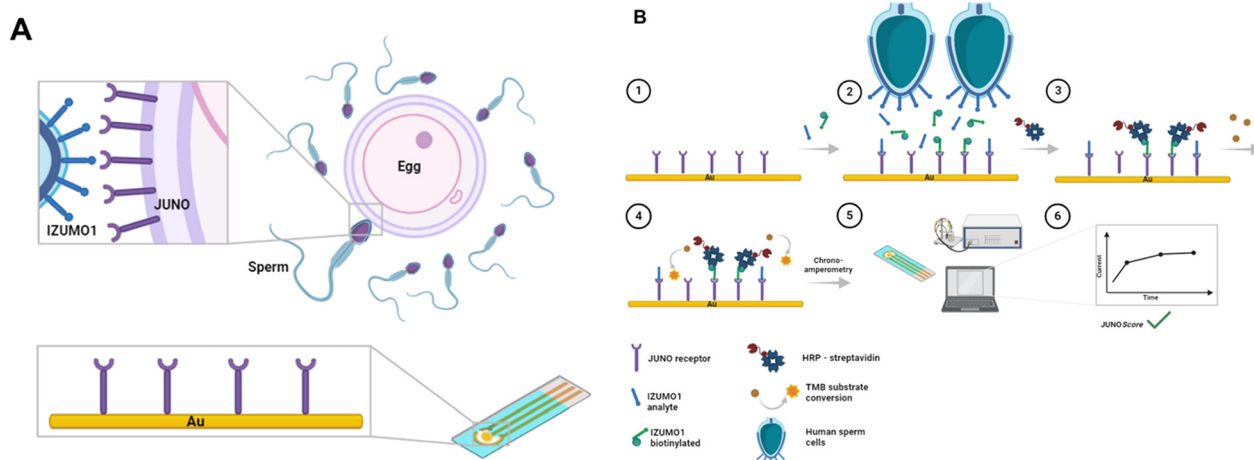 A
Egg
JUNO
IZUMO1
Sperm
Au
B
1
2
3
Au
Au
Au
4
5
6
Au
Chrono-
amperometry
Current
Time
JUNOScore
JUNO receptor
HRP - streptavidin
IZUMO1
analyte
TMB substrate
conversion
IZUMO1
biotinylated
Human sperm
cells